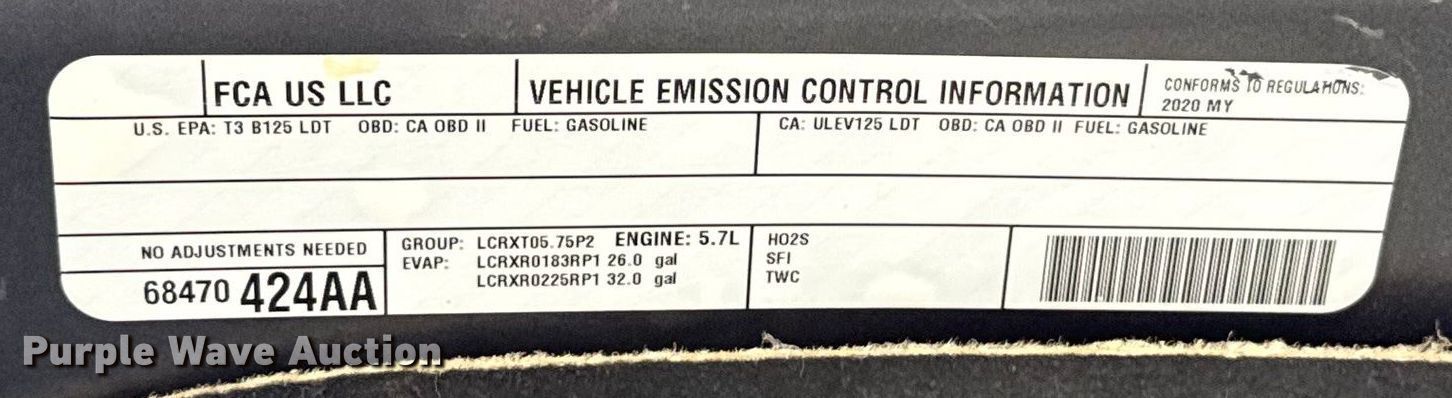 FCA US LLC
VEHICLE EMISSION CONTROL INFORMATION
CONFORMS TO REGULATIONS:
2020 MY
U.S. EPA: T3 B125 LDT OBD: CA OBD II FUEL: GASOLINE
CA: ULEV125 LDT OBD: CA OBD II FUEL: GASOLINE
NO ADJUSTMENTS NEEDED
68470 424AA
GROUP: LCRXT05.75P2 ENGINE: 5.7L
EVAP: LCRXR0183RP1 26.0 gal
LCRXR0225RP1 32.0 gal
HO2S
SFI
TWC
Purple Wave Auction